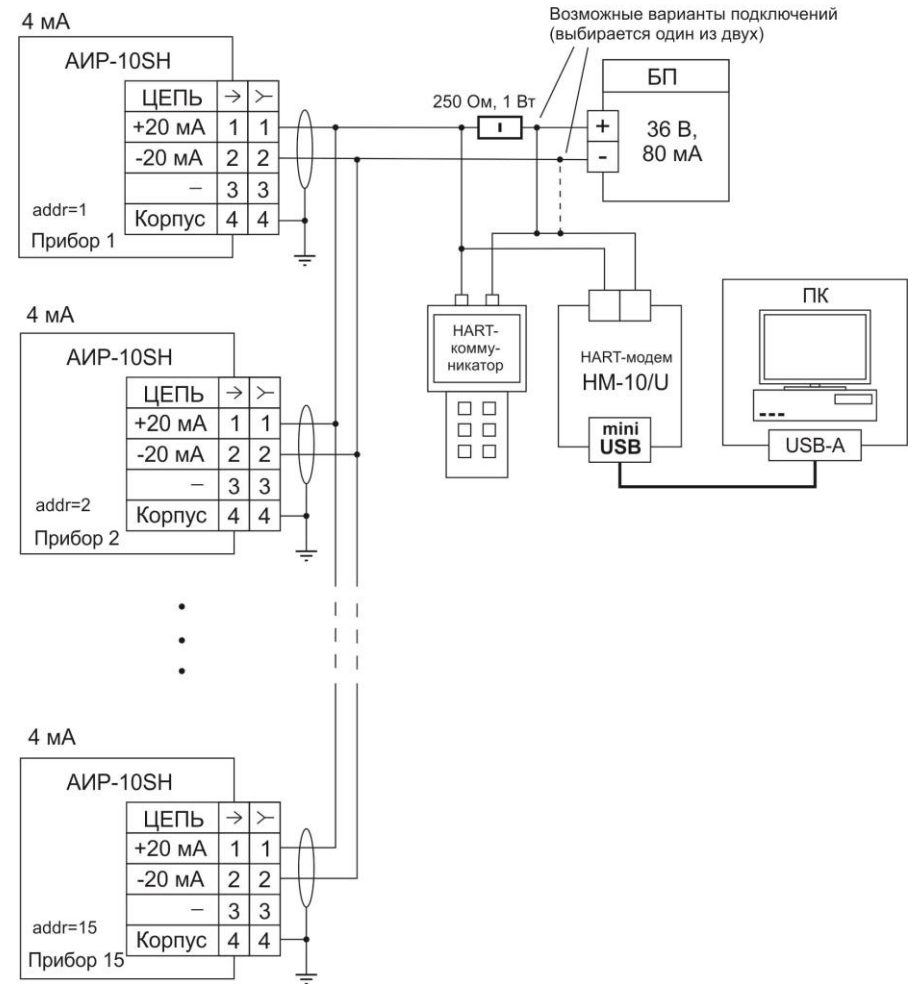 4 мА
АИР-10SH
ЦЕПЬ
+20 мА 1 1
-20 мА 2 2
– 3 3
Корпус 4 4
addr=1
Прибор 1
Возможные варианты подключений
(выбирается один из двух)
250 Ом, 1 Вт
БП
+
-
36 В,
80 мА
HART-
комму-
никатор
HART-модем
НМ-10/U
mini
USB
ПК
USB-A
4 мА
АИР-10SH
ЦЕПЬ
+20 мА 1 1
-20 мА 2 2
– 3 3
Корпус 4 4
addr=2
Прибор 2
4 мА
АИР-10SH
ЦЕПЬ
+20 мА 1 1
-20 мА 2 2
– 3 3
Корпус 4 4
addr=15
Прибор 15